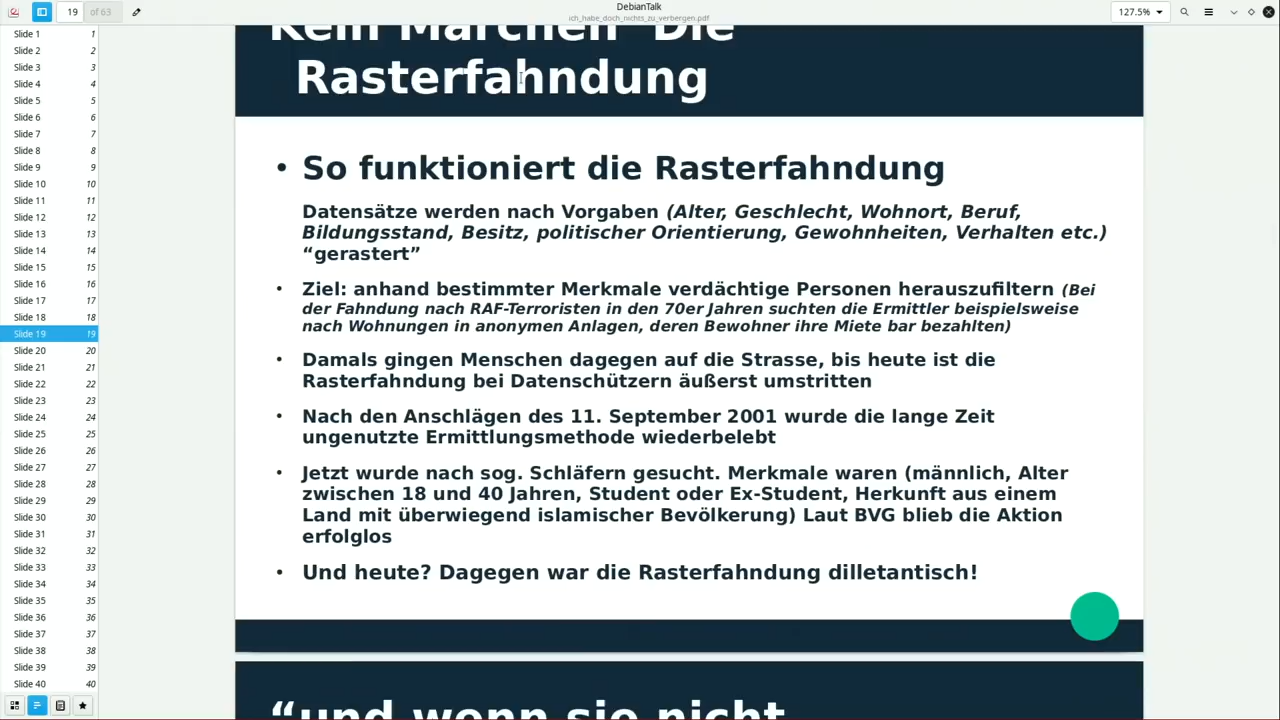 DebianTalk
ich_habe_doch_nichts_zu_verbergen.pdf
19 of 63
127.5%
Slide 1 1
Slide 2 2
Slide 3 3
Slide 4 4
Slide 5 5
Slide 6 6
Slide 7 7
Slide 8 8
Slide 9 9
Slide 10 10
Slide 11 11
Slide 12 12
Slide 13 13
Slide 14 14
Slide 15 15
Slide 16 16
Slide 17 17
Slide 18 18
Slide 19 19
Slide 20 20
Slide 21 21
Slide 22 22
Slide 23 23
Slide 24 24
Slide 25 25
Slide 26 26
Slide 27 27
Slide 28 28
Slide 29 29
Slide 30 30
Slide 31 31
Slide 32 32
Slide 33 33
Slide 34 34
Slide 35 35
Slide 36 36
Slide 37 37
Slide 38 38
Slide 39 39
Slide 40 40
Kein Märchen Die
Rasterfahndung
• So funktioniert die Rasterfahndung
Datensätze werden nach Vorgaben (Alter, Geschlecht, Wohnort, Beruf,
Bildungsstand, Besitz, politischer Orientierung, Gewohnheiten, Verhalten etc.)
“gerastert”
• Ziel: anhand bestimmter Merkmale verdächtige Personen herauszufiltern (Bei
der Fahndung nach RAF-Terroristen in den 70er Jahren suchten die Ermittler beispielsweise
nach Wohnungen in anonymen Anlagen, deren Bewohner ihre Miete bar bezahlten)
• Damals gingen Menschen dagegen auf die Strasse, bis heute ist die
Rasterfahndung bei Datenschützern äußerst umstritten
• Nach den Anschlägen des 11. September 2001 wurde die lange Zeit
ungenutzte Ermittlungsmethode wiederbelebt
• Jetzt wurde nach sog. Schläfern gesucht. Merkmale waren (männlich, Alter
zwischen 18 und 40 Jahren, Student oder Ex-Student, Herkunft aus einem
Land mit überwiegend islamischer Bevölkerung) Laut BVG blieb die Aktion
erfolglos
• Und heute? Dagegen war die Rasterfahndung dilletantisch!
“und wenn sie nicht